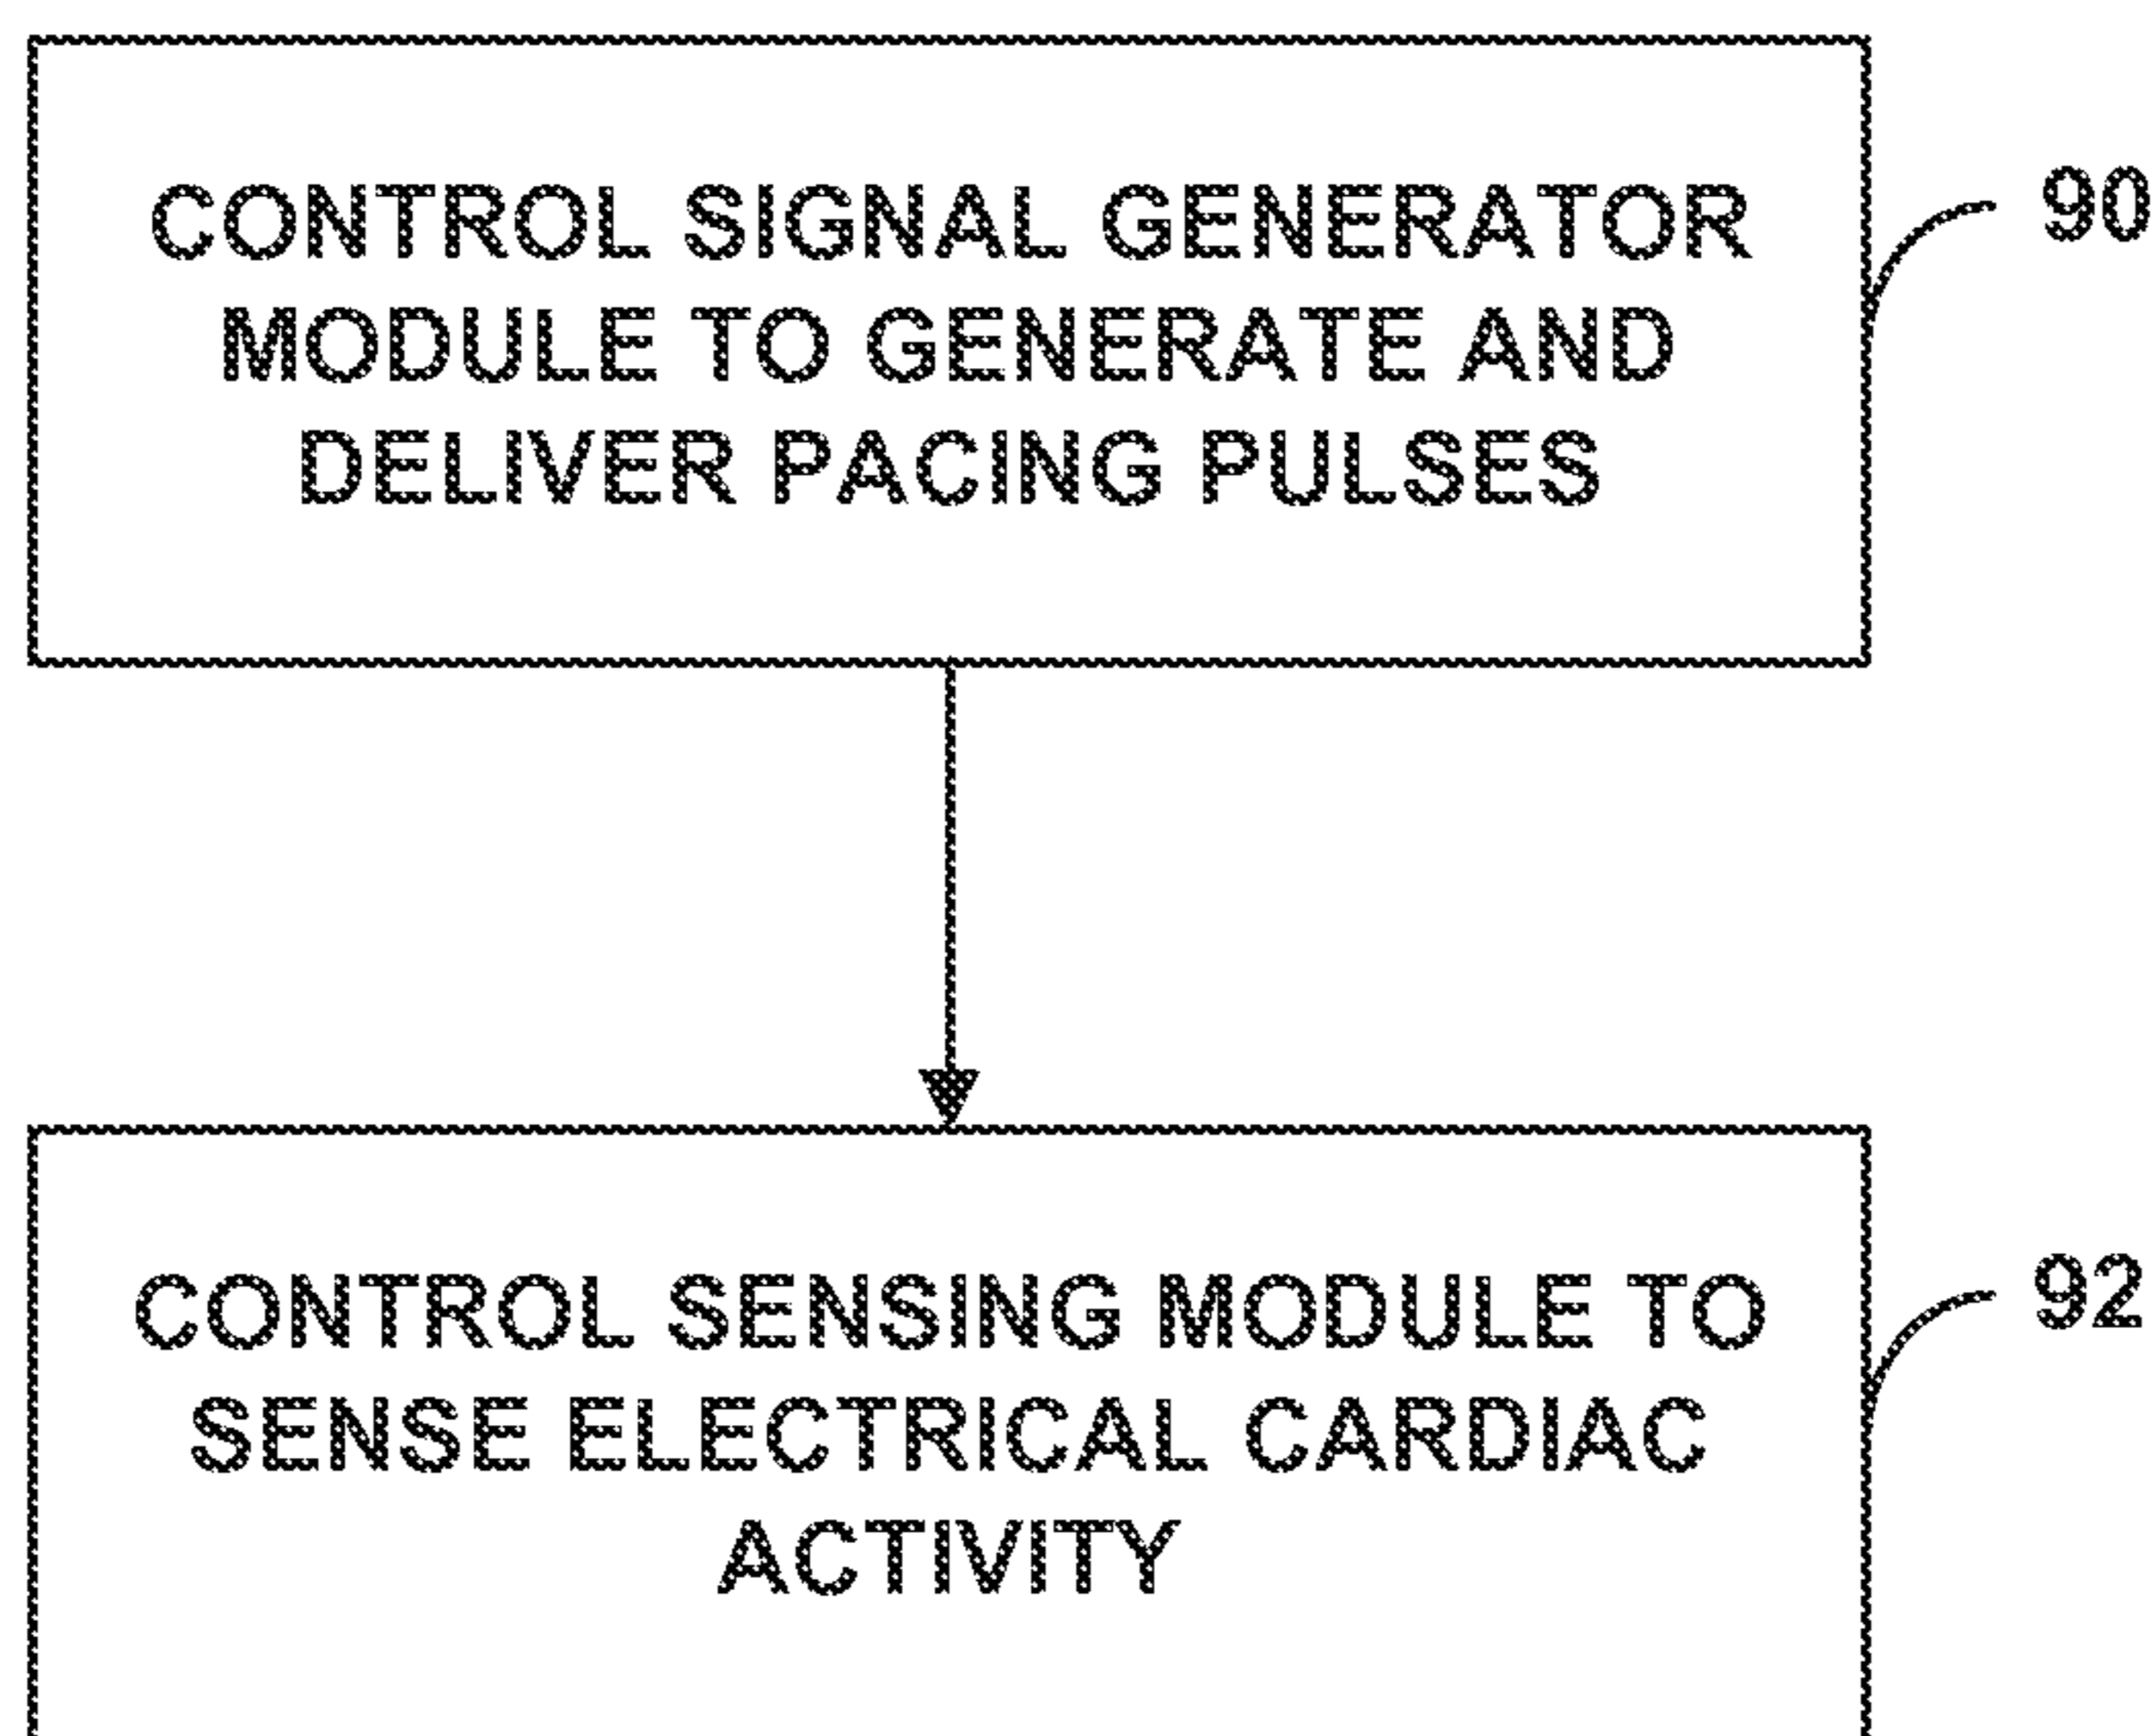 CONTROL SIGNAL GENERATOR
MODULE TO GENERATE AND
DELIVER PACING PULSES
90
CONTROL SENSING MODULE TO
SENSE ELECTRICAL CARDIAC
ACTIVITY
92